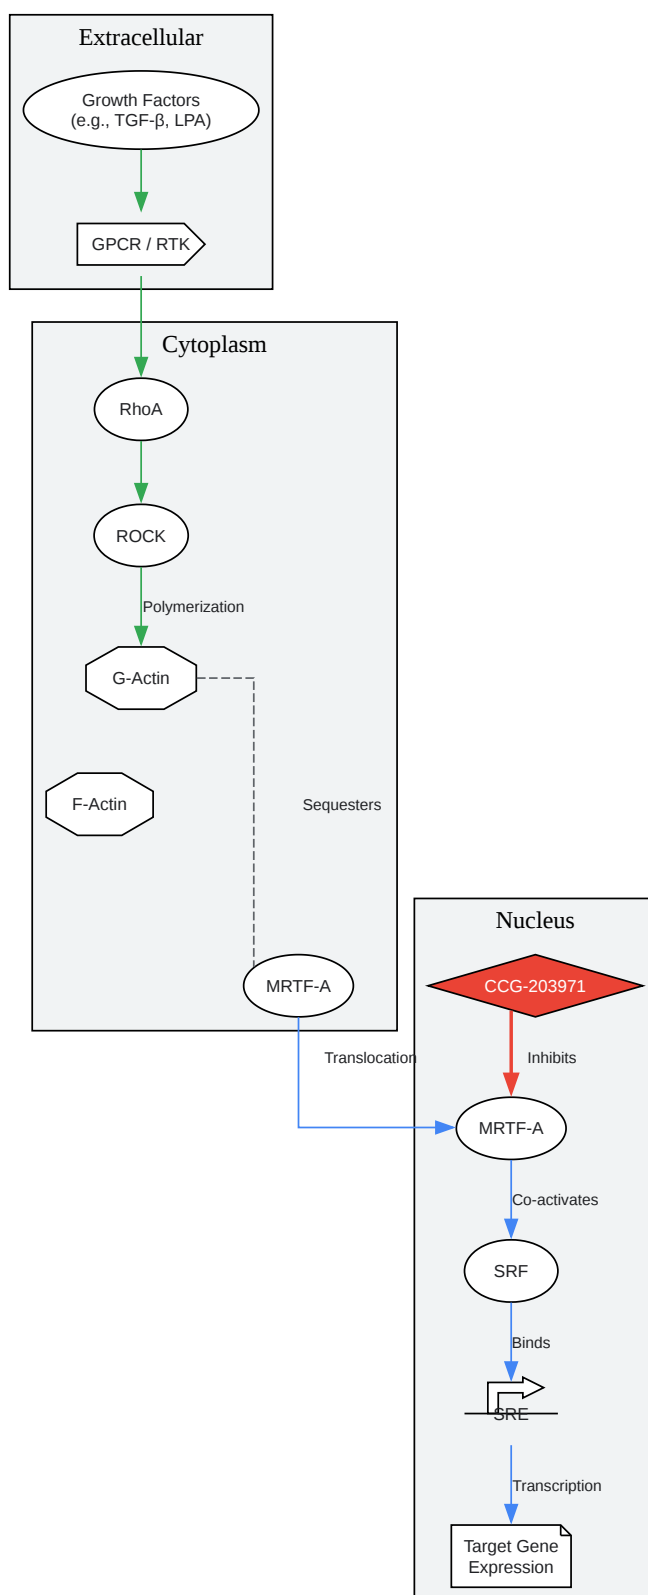 Extracellular
Growth Factors
(e.g., TGF-β, LPA)
GPCR / RTK
Cytoplasm
RhoA
ROCK
Polymerization
G-Actin
F-Actin
Sequesters
Nucleus
MRTF-A
CCG-203971
Translocation
Inhibits
MRTF-A
Co-activates
SRF
Binds
SRE
Transcription
Target Gene
Expression